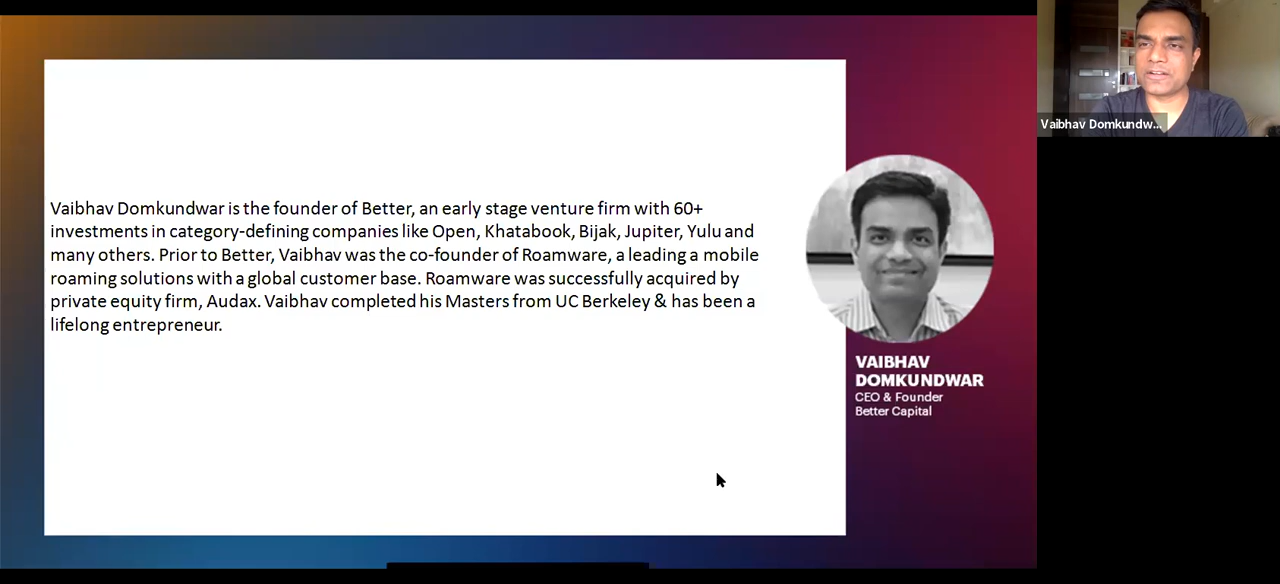 Vaibhav Domkundwar is the founder of Better, an early stage venture firm with 60+
investments in category-defining companies like Open, Khatabook, Bijak, Jupiter, Yulu and
many others. Prior to Better, Vaibhav was the co-founder of Roamware, a leading a mobile
roaming solutions with a global customer base. Roamware was successfully acquired by
private equity firm, Audax. Vaibhav completed his Masters from UC Berkeley & has been a
lifelong entrepreneur.
VAIBHAV
DOMKUNDWAR
CEO & Founder
Better Capital
Vaibhav Domkundw...